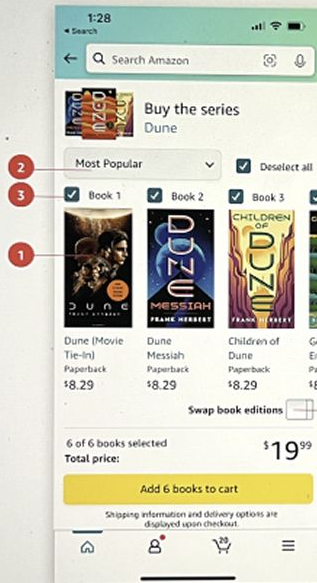 1:28
Search
Search Amazon
Buy the series
Dune
2
Most Popular
Deselect all
3
Book 1
Book 2
Book 3
1
DUNE
DUNE
MESSIAH
FRANK HERBERT
CHILDREN
OF
DUNE
FRANK HERBERT
Dune (Movie
Tie-In)
Paperback
$8.29
Dune
Messiah
Paperback
$8.29
Children of
Dune
Paperback
$8.29
Swap book editions
6 of 6 books selected
Total price:
$19 99
Add 6 books to cart
Shipping information and delivery options are
displayed upon checkout.
20